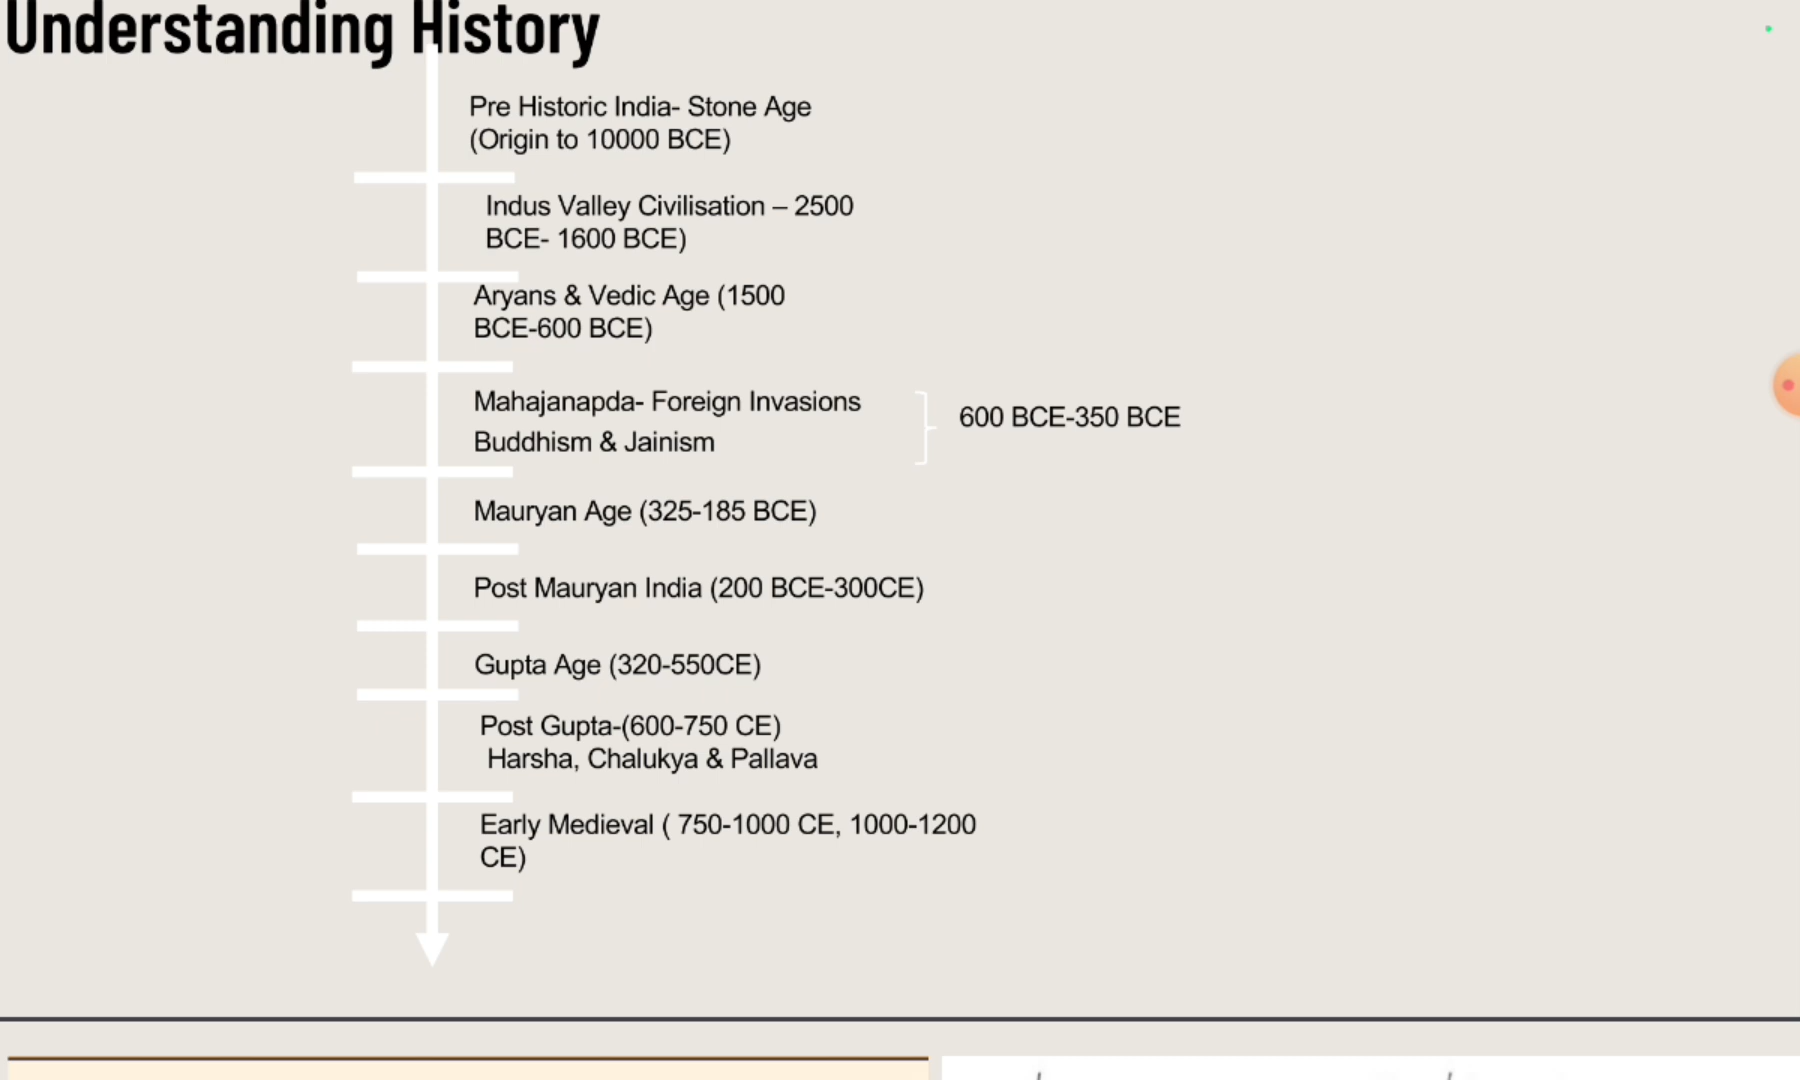 Understanding History
Pre Historic India- Stone Age
(Origin to 10000 BCE)
Indus Valley Civilisation – 2500
BCE- 1600 BCE)
Aryans & Vedic Age (1500
BCE-600 BCE)
Mahajanapda- Foreign Invasions
Buddhism & Jainism
600 BCE-350 BCE
Mauryan Age (325-185 BCE)
Post Mauryan India (200 BCE-300CE)
Gupta Age (320-550CE)
Post Gupta-(600-750 CE)
Harsha, Chalukya & Pallava
Early Medieval ( 750-1000 CE, 1000-1200
CE)